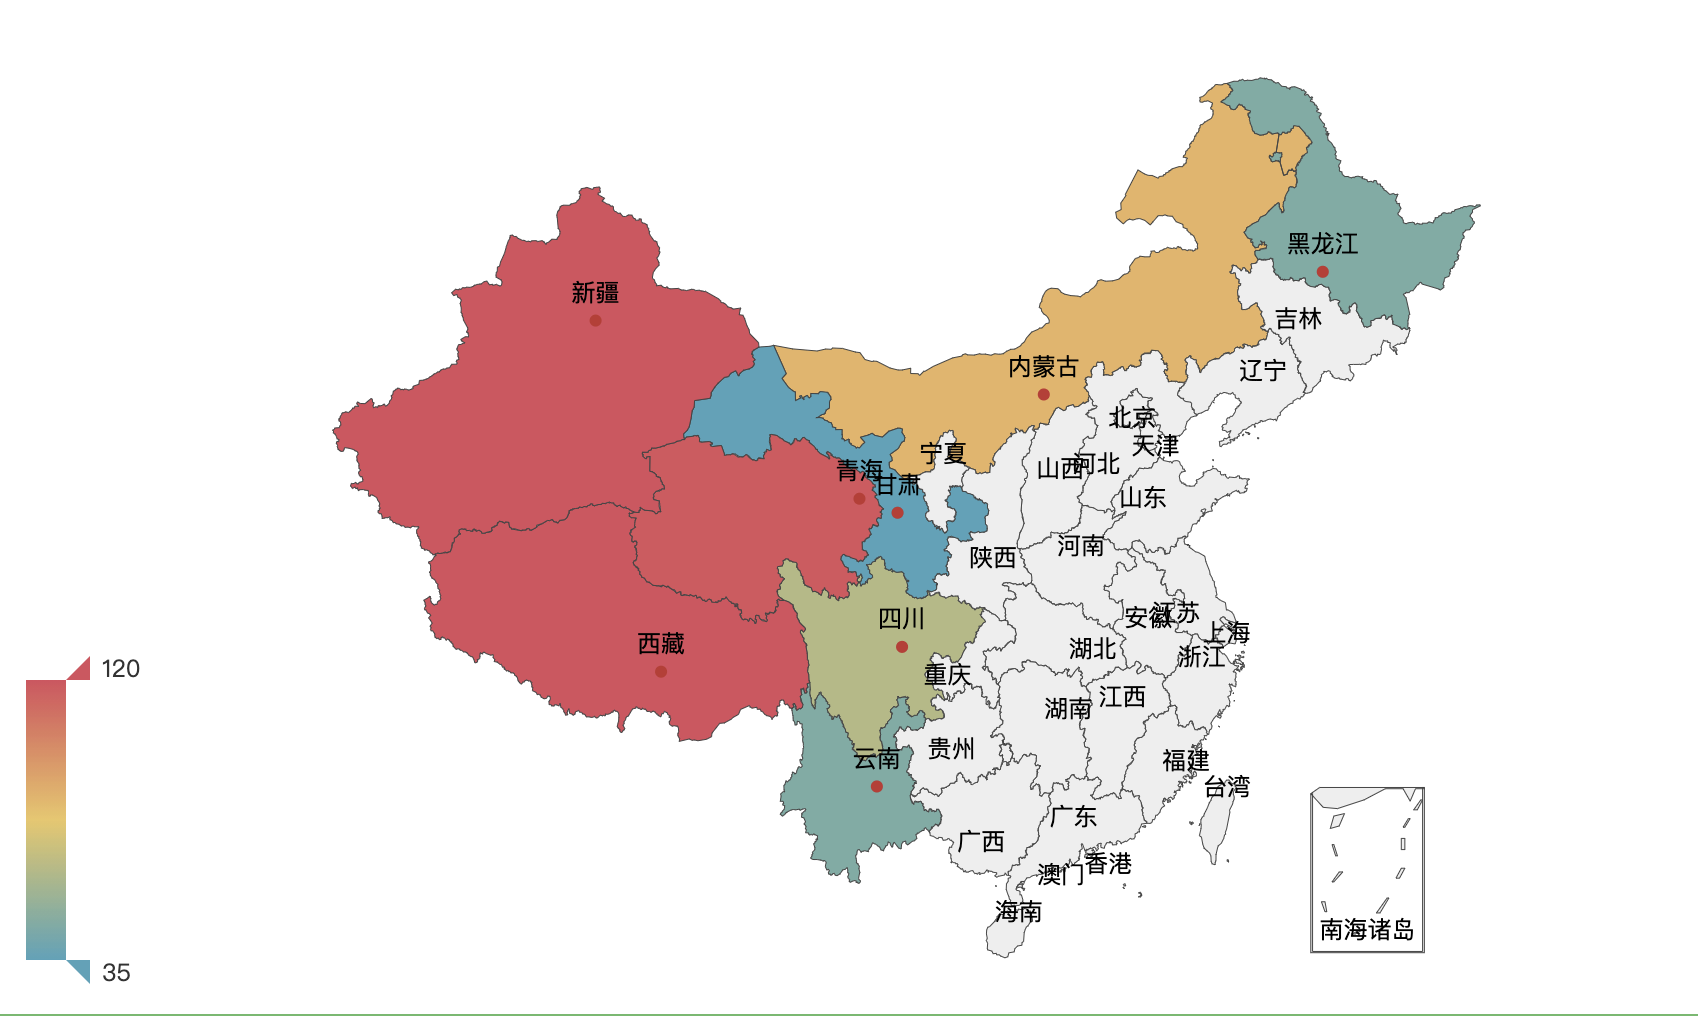 黑龙江
新疆
吉林
内蒙古
辽宁
北京
天津
宁夏
山西
河北
青海
甘肃
山东
河南
陕西
四川
安徽
江苏
上海
西藏
湖北
浙江
重庆
江西
湖南
贵州
云南
福建
台湾
广东
广西
香港
澳门
海南
南海诸岛
120
35